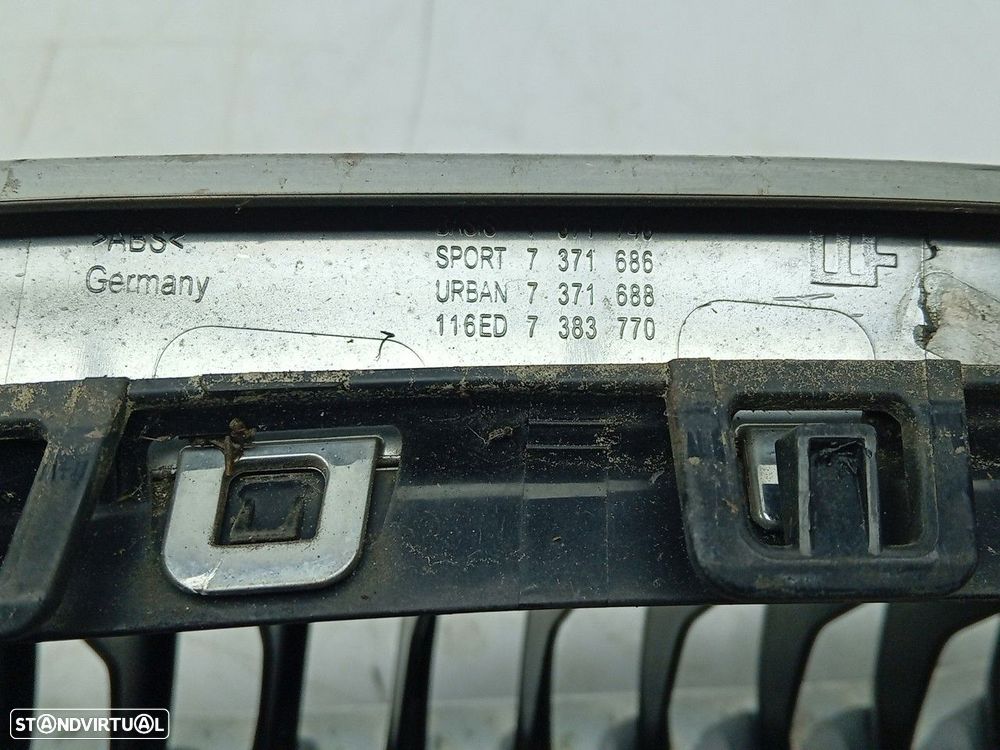 >ABS<
Germany
SPORT 7 371 686
URBAN 7 371 688
116ED 7 383 770
STANDVIRTUAL